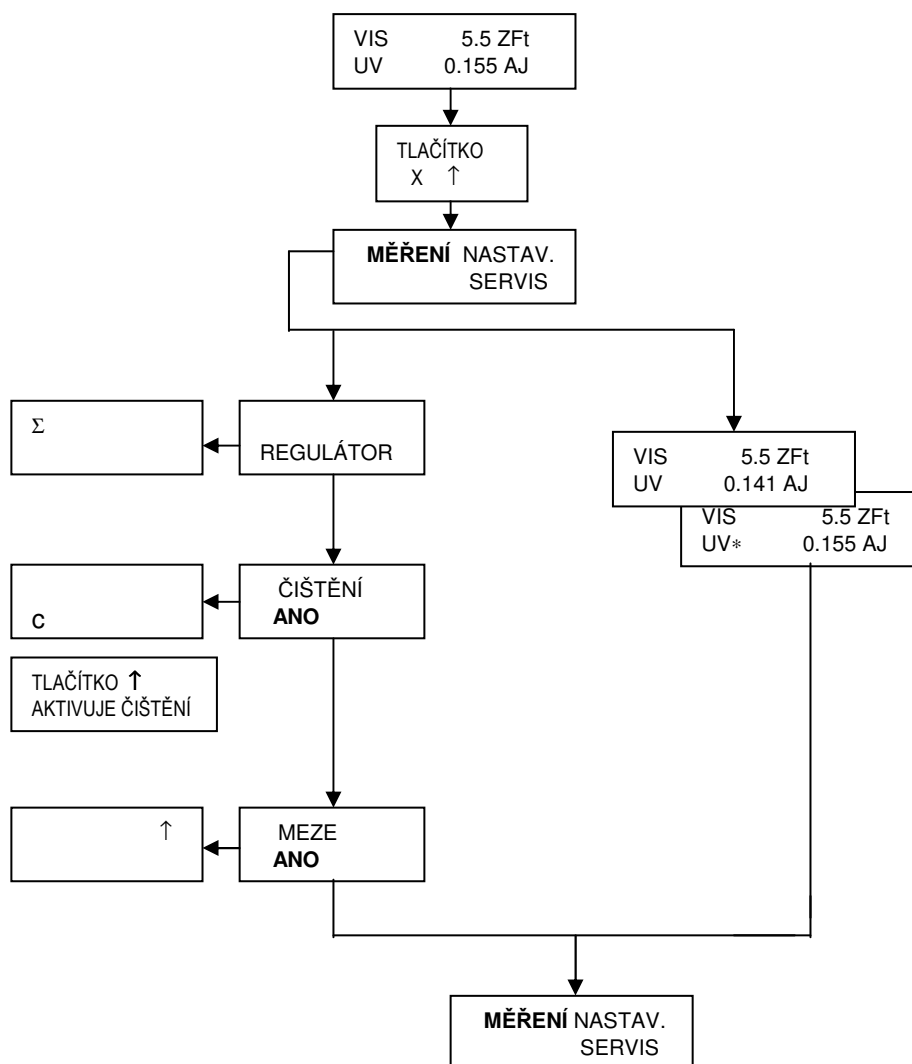 VIS 5.5 ZFt
UV 0.155 AJ
TLAČÍTKO
X ↑
MĚŘENÍ NASTAV.
SERVIS
Σ
REGULÁTOR
VIS 5.5 ZFt
UV 0.141 AJ
VIS 5.5 ZFt
UV* 0.155 AJ
C
ČIŠTĚNÍ
ANO
TLAČÍTKO ↑
AKTIVUJE ČIŠTĚNÍ
↑
MEZE
ANO
MĚŘENÍ NASTAV.
SERVIS